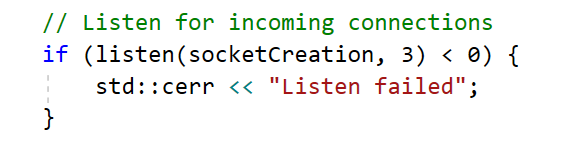 // Listen for incoming connections
if (listen(socketCreation, 3) < 0) {
    std::cerr << "Listen failed";
}